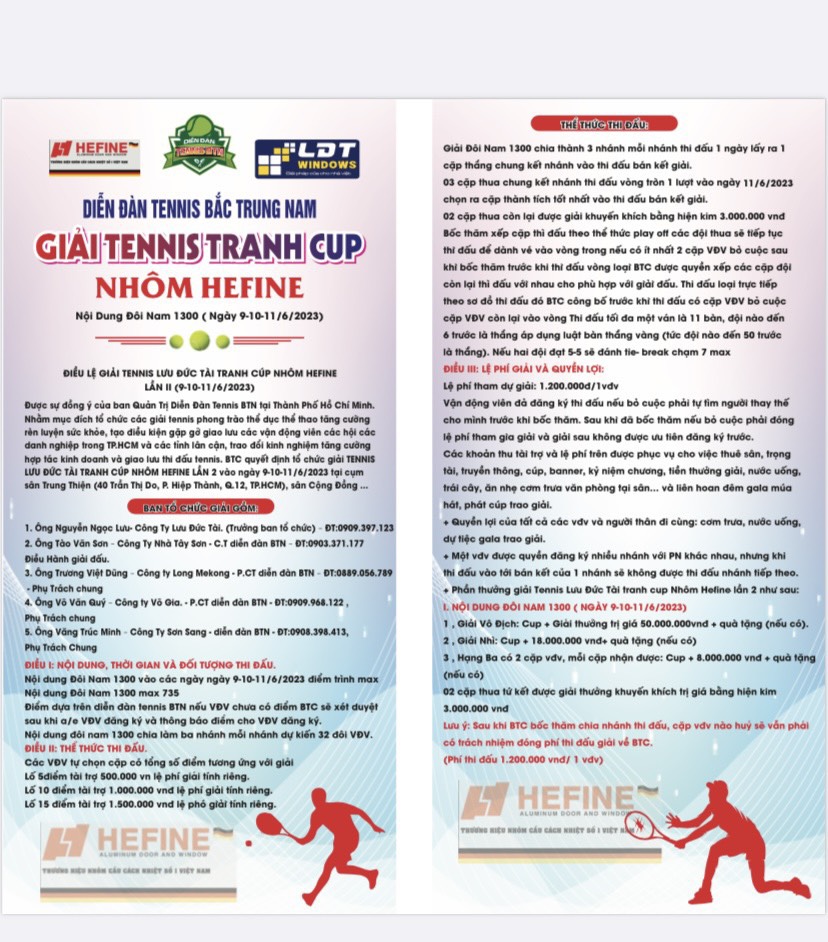 HEFINE
ALUMINUM DOOR AND WINDOW
THƯƠNG HIỆU NHÔM CẦU CÁCH NHIỆT SỐ 1 VIỆT NAM
DIỄN ĐÀN
TENNIS BTN
LDT
WINDOWS
Giải pháp cửa cho nhà việt
DIỄN ĐÀN TENNIS BẮC TRUNG NAM
GIẢI TENNIS TRANH CUP
NHÔM HEFINE
Nội Dung Đôi Nam 1300 ( Ngày 9-10-11/6/2023)
ĐIỀU LỆ GIẢI TENNIS LƯU ĐỨC TÀI TRANH CÚP NHÔM HEFINE
LẦN II (9-10-11/6/2023)
Được sự đồng ý của ban Quản Trị Diễn Đàn Tennis BTN tại Thành Phố Hồ Chí Minh.
Nhằm mục đích tổ chức các giải tennis phong trào thể dục thể thao tăng cường
rèn luyện sức khỏe, tạo điều kiện gặp gỡ giao lưu các vận động viên các hội các
danh nghiệp trong TP.HCM và các tỉnh lân cận, trao đổi kinh nghiệm tăng cường
hợp tác kinh doanh và giao lưu thi đấu tennis. BTC quyết định tổ chức giải TENNIS
LƯU ĐỨC TÀI TRANH CÚP NHÔM HEFINE LẦN 2 vào ngày 9-10-11/6/2023 tại cụm
sân Trung Thiện (40 Trần Thị Do, P. Hiệp Thành, Q.12, TP.HCM), sân Cộng Đồng ...
BAN TỔ CHỨC GIẢI GỒM:
1. Ông Nguyễn Ngọc Lưu- Công Ty Lưu Đức Tài. (Trưởng ban tổ chức) - ĐT:0909.397.123
2. Ông Tào Văn Sơn - Công Ty Nhà Tây Sơn - C.T diễn đàn BTN - ĐT:0903.371.177
Điều Hành giải đấu.
3. Ông Trương Việt Dũng - Công ty Long Mekong - P.CT diễn đàn BTN - ĐT:0889.056.789
- Phụ Trách chung
4. Ông Võ Văn Quý - Công ty Võ Gia. - P.CT diễn đàn BTN - ĐT:0909.968.122 ,
Phụ Trách chung
5. Ông Văng Trúc Minh - Công Ty Sơn Sang - diễn đàn BTN - ĐT:0908.398.413,
Phụ Trách Chung
ĐIỀU I: NỘI DUNG, THỜI GIAN VÀ ĐỐI TƯỢNG THI ĐẤU.
Nội dung Đôi Nam 1300 vào các ngày ngày 9-10-11/6/2023 điểm trình max
Nội dung Đôi Nam 1300 max 735
Điểm dựa trên diễn đàn BTN nếu VĐV chưa có điểm BTC sẽ xét duyệt
sau khi a/e VĐV đăng ký và thông báo điểm cho VĐV đăng ký.
Nội dung đôi nam 1300 chia làm ba nhánh mỗi nhánh dự kiến 32 đôi VĐV.
ĐIỀU II: THỂ THỨC THI ĐẤU.
Các VĐV tự chọn cặp có tổng số điểm tương ứng với giải
Lố 5điểm tài trợ 500.000 vn lệ phí giải tính riêng.
Lố 10 điểm tài trợ 1.000.000 vnd lệ phí giải tính riêng.
Lố 15 điểm tài trợ 1.500.000 vnd lệ phỏ giải tính riêng.
HEFINE
ALUMINUM DOOR AND WINDOW
THƯƠNG HIỆU NHÔM CẦU CÁCH NHIỆT SỐ 1 VIỆT NAM
THỂ THỨC THI ĐẤU:
Giải Đôi Nam 1300 chia thành 3 nhánh mỗi nhánh thi đấu 1 ngày lấy ra 1
cặp thắng chung kết nhánh vào thi đấu bán kết giải.
03 cặp thua chung kết nhánh thi đấu vòng tròn 1 lượt vào ngày 11/6/2023
chọn ra cặp thành tích tốt nhất vào thi đấu bán kết giải.
02 cặp thua còn lại được giải khuyến khích bằng hiện kim 3.000.000 vnđ
Bốc thăm xếp cặp thi đấu theo thể thức play off các đội thua sẽ tiếp tục
thi đấu để dành vé vào vòng trong nếu có ít nhất 2 cặp VĐV bỏ cuộc sau
khi bốc thăm trước khi thi đấu vòng loại BTC được quyền xếp các cặp đội
còn lại thi đấu với nhau cho phù hợp với giải đấu. Thi đấu loại trực tiếp
theo sơ đồ thi đấu đó BTC công bố trước khi thi đấu có cặp VĐV bỏ cuộc
cặp VĐV còn lại vào vòng Thi đấu tối đa một ván là 11 bàn, đội nào đến
6 trước là thắng áp dụng luật bàn thắng vàng (tức đội nào đến 50 trước
là thắng). Nếu hai đội đạt 5-5 sẽ đánh tie- break chạm 7 max
ĐIỀU III: LỆ PHÍ GIẢI VÀ QUYỀN LỢI:
Lệ phí tham dự giải: 1.200.000đ/1vđv
Vận động viên đã đăng ký thi đấu nếu bỏ cuộc phải tự tìm người thay thế
cho mình trước khi bốc thăm. Sau khi đã bốc thăm nếu bỏ cuộc phải đóng
lệ phí tham gia giải và giải sau không được ưu tiên đăng ký trước.
Các khoản thu tài trợ và lệ phí trên được phục vụ cho việc thuê sân, trọng
tài, truyền thông, cúp, banner, kỷ niệm chương, tiền thưởng giải, nước uống,
trái cây, ăn nhẹ cơm trưa văn phòng tại sân... và liên hoan đêm gala múa
hát, phát cúp trao giải.
+ Quyền lợi của tất cả các vđv và người thân đi cùng: cơm trưa, nước uống,
dự tiệc gala trao giải.
+ Một vđv được quyền đăng ký nhiều nhánh với PN khác nhau, nhưng khi
thi đấu vào tới bán kết của 1 nhánh sẽ không được thi đấu nhánh tiếp theo.
+ Phần thưởng giải Tennis Lưu Đức Tài Tranh cup Nhôm Hefine lần 2 như sau:
I. NỘI DUNG ĐÔI NAM 1300 ( NGÀY 9-10-11/6/2023)
1 , Giải Vô Địch: Cup + Giải thưởng trị giá 50.000.000vnđ + quà tặng (nếu có).
2 , Giải Nhì: Cup + 18.000.000 vnđ+ quà tặng (nếu có)
3 , Hạng Ba có 2 cặp vđv, mỗi cặp nhận được: Cup + 8.000.000 vnđ + quà tặng
(nếu có)
02 cặp thua tứ kết được giải thưởng khuyến khích trị giá bằng hiện kim
3.000.000 vnđ
Lưu ý: Sau khi BTC bốc thăm chia nhánh thi đấu, cặp vđv nào huỷ sẽ vẫn phải
có trách nhiệm đóng phí thi đấu giải về BTC.
(Phí thi đấu 1.200.000 vnđ/ 1 vđv)
HEFINE
ALUMINUM DOOR AND WINDOW
THƯƠNG HIỆU NHÔM CẦU CÁCH NHIỆT SỐ 1 VIỆT NAM